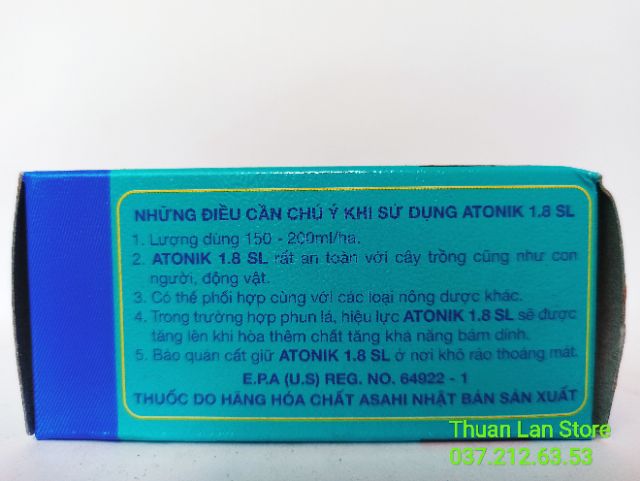 NHỮNG ĐIỀU CẦN CHÚ Ý KHI SỬ DỤNG ATONIK 1.8 SL
1. Lượng dùng 150 - 200ml/ha.
2. ATONIK 1.8 SL rất an toàn với cây trồng cũng như con
người, động vật.
3. Có thể phối hợp cùng với các loại nông dược khác.
4. Trong trường hợp phun lá, hiệu lực ATONIK 1.8 SL sẽ được
tăng lên khi hòa thêm chất tăng khả năng bám dính.
5. Bảo quản cất giữ ATONIK 1.8 SL ở nơi khô ráo thoáng mát.
E.P.A (U.S) REG. NO. 64922 - 1
THUỐC DO HÃNG HÓA CHẤT ASAHI NHẬT BẢN SẢN XUẤT
Thuan Lan Store
037.212.63.53